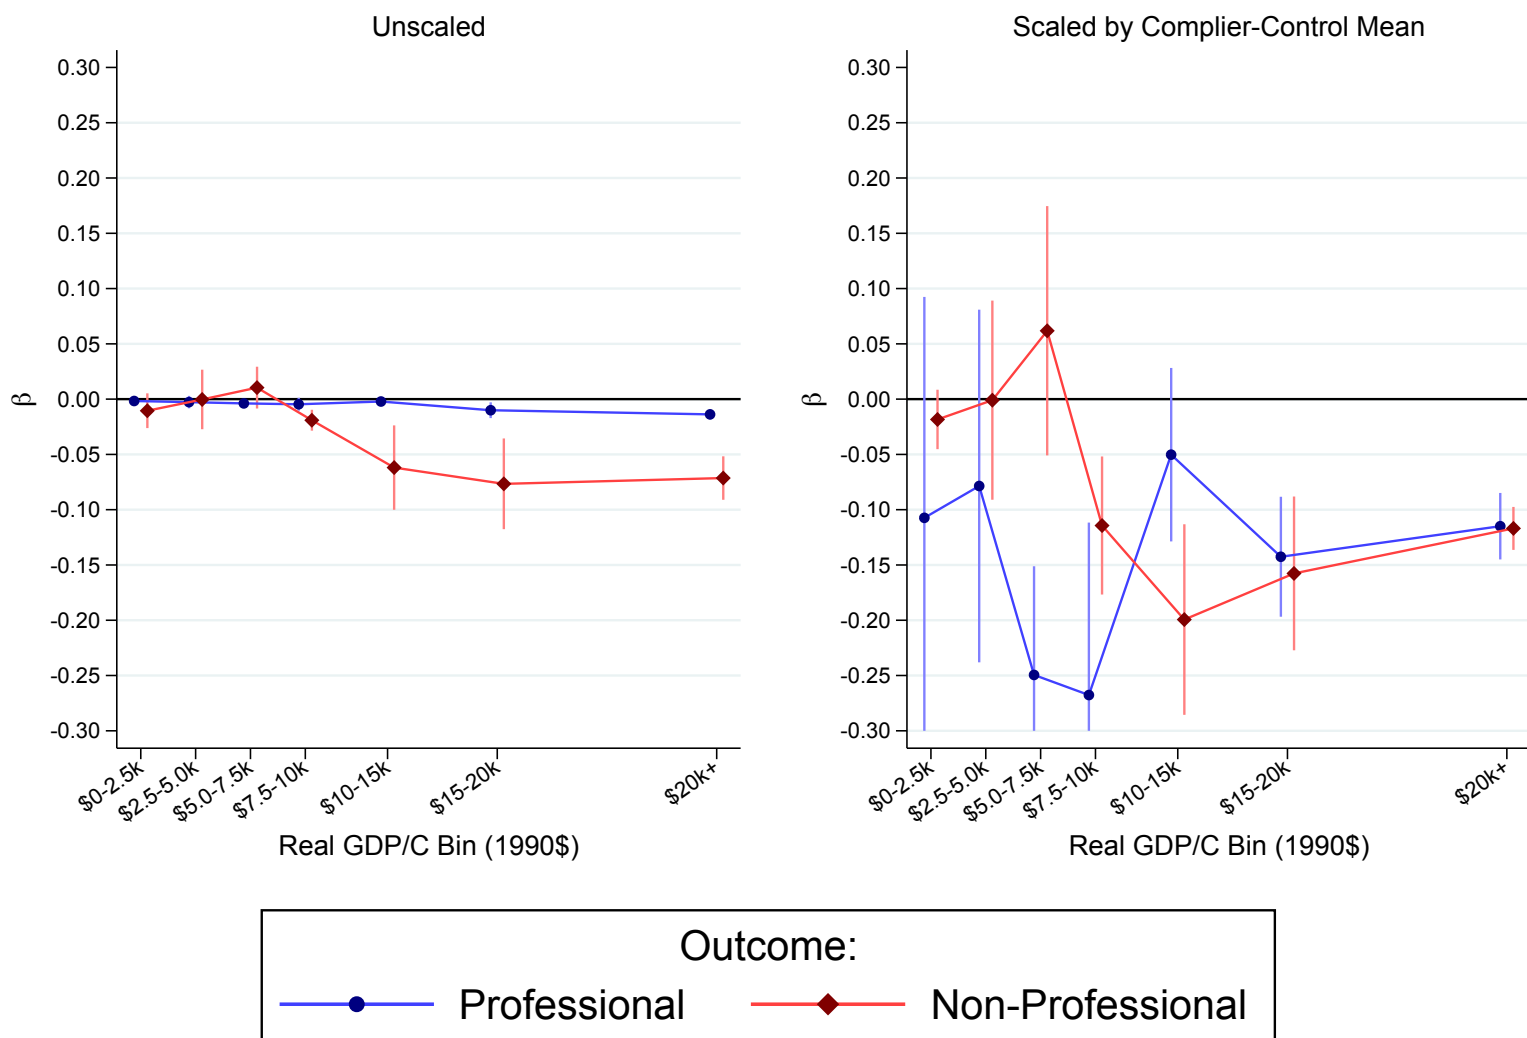 Unscaled
0.30
0.25
0.20
0.15
0.10
0.05
0.00
-0.05
-0.10
-0.15
-0.20
-0.25
-0.30
β
$0-2.5k
$2.5-5.0k
$5.0-7.5k
$7.5-10k
$10-15k
$15-20k
$20k+
Real GDP/C Bin (1990$)
Scaled by Complier-Control Mean
0.30
0.25
0.20
0.15
0.10
0.05
0.00
-0.05
-0.10
-0.15
-0.20
-0.25
-0.30
β
$0-2.5k
$2.5-5.0k
$5.0-7.5k
$7.5-10k
$10-15k
$15-20k
$20k+
Real GDP/C Bin (1990$)
Outcome:
Professional
Non-Professional